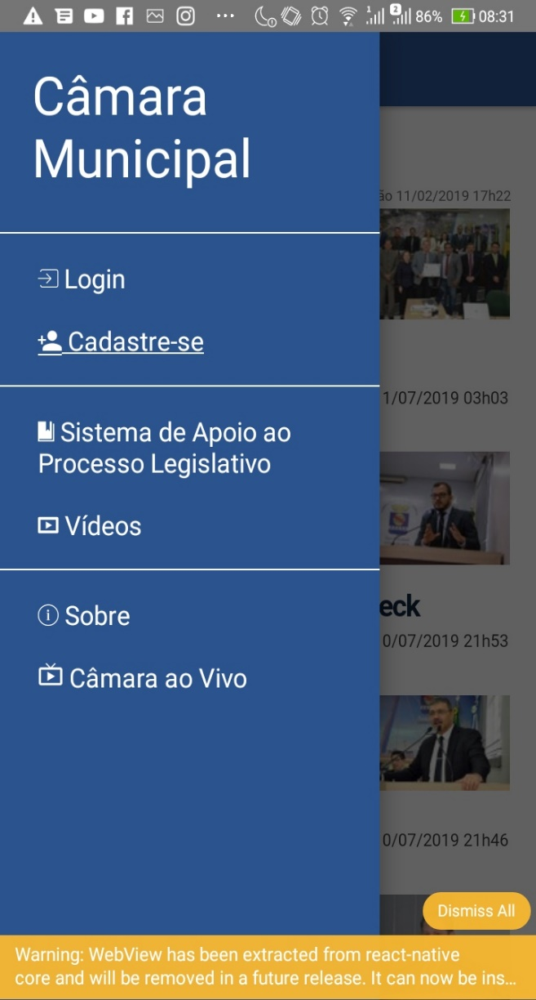 1 2 86% 08:31
Câmara
Municipal
ão 11/02/2019 17h22
Login
Cadastre-se
1/07/2019 03h03
Sistema de Apoio ao
Processo Legislativo
Vídeos
eck
Sobre
0/07/2019 21h53
Câmara ao Vivo
0/07/2019 21h46
Dismiss All
Warning: WebView has been extracted from react-native
core and will be removed in a future release. It can now be ins...